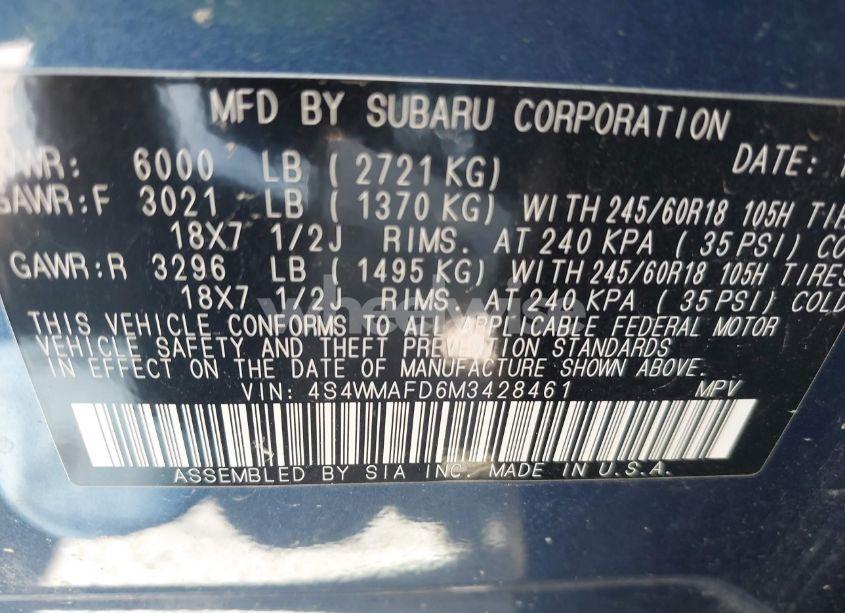 MFD BY SUBARU CORPORATION
GVWR: 6000 LB ( 2721 KG) DATE: 1
GAWR:F 3021 LB ( 1370 KG) WITH 245/60R18 105H TIR
18X7 1/2J RIMS. AT 240 KPA ( 35 PSI) CO
GAWR:R 3296 LB ( 1495 KG) WITH 245/60R18 105H TIRES
18X7 1/2J RIMS AT 240 KPA ( 35 PSI) COLD
THIS VEHICLE CONFORMS TO ALL APPLICABLE FEDERAL MOTOR
VEHICLE SAFETY AND THEFT PREVENTION STANDARDS
IN EFFECT ON THE DATE OF MANUFACTURE SHOWN ABOVE.
VIN: 4S4WMAFD6M3428461 MPV
ASSEMBLED BY SIA INC. MADE IN U.S.A.